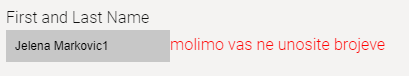 First and Last Name
Jelena Markovic1 molimo vas ne unosite brojeve